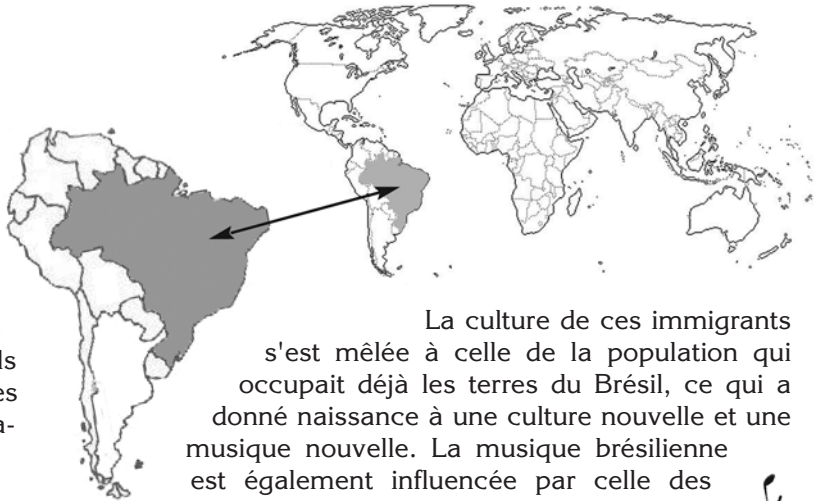 ls
es
a-
La culture de ces immigrants
s'est mêlée à celle de la population qui
occupait déjà les terres du Brésil, ce qui a
donné naissance à une culture nouvelle et une
musique nouvelle. La musique brésilienne
est également influencée par celle des